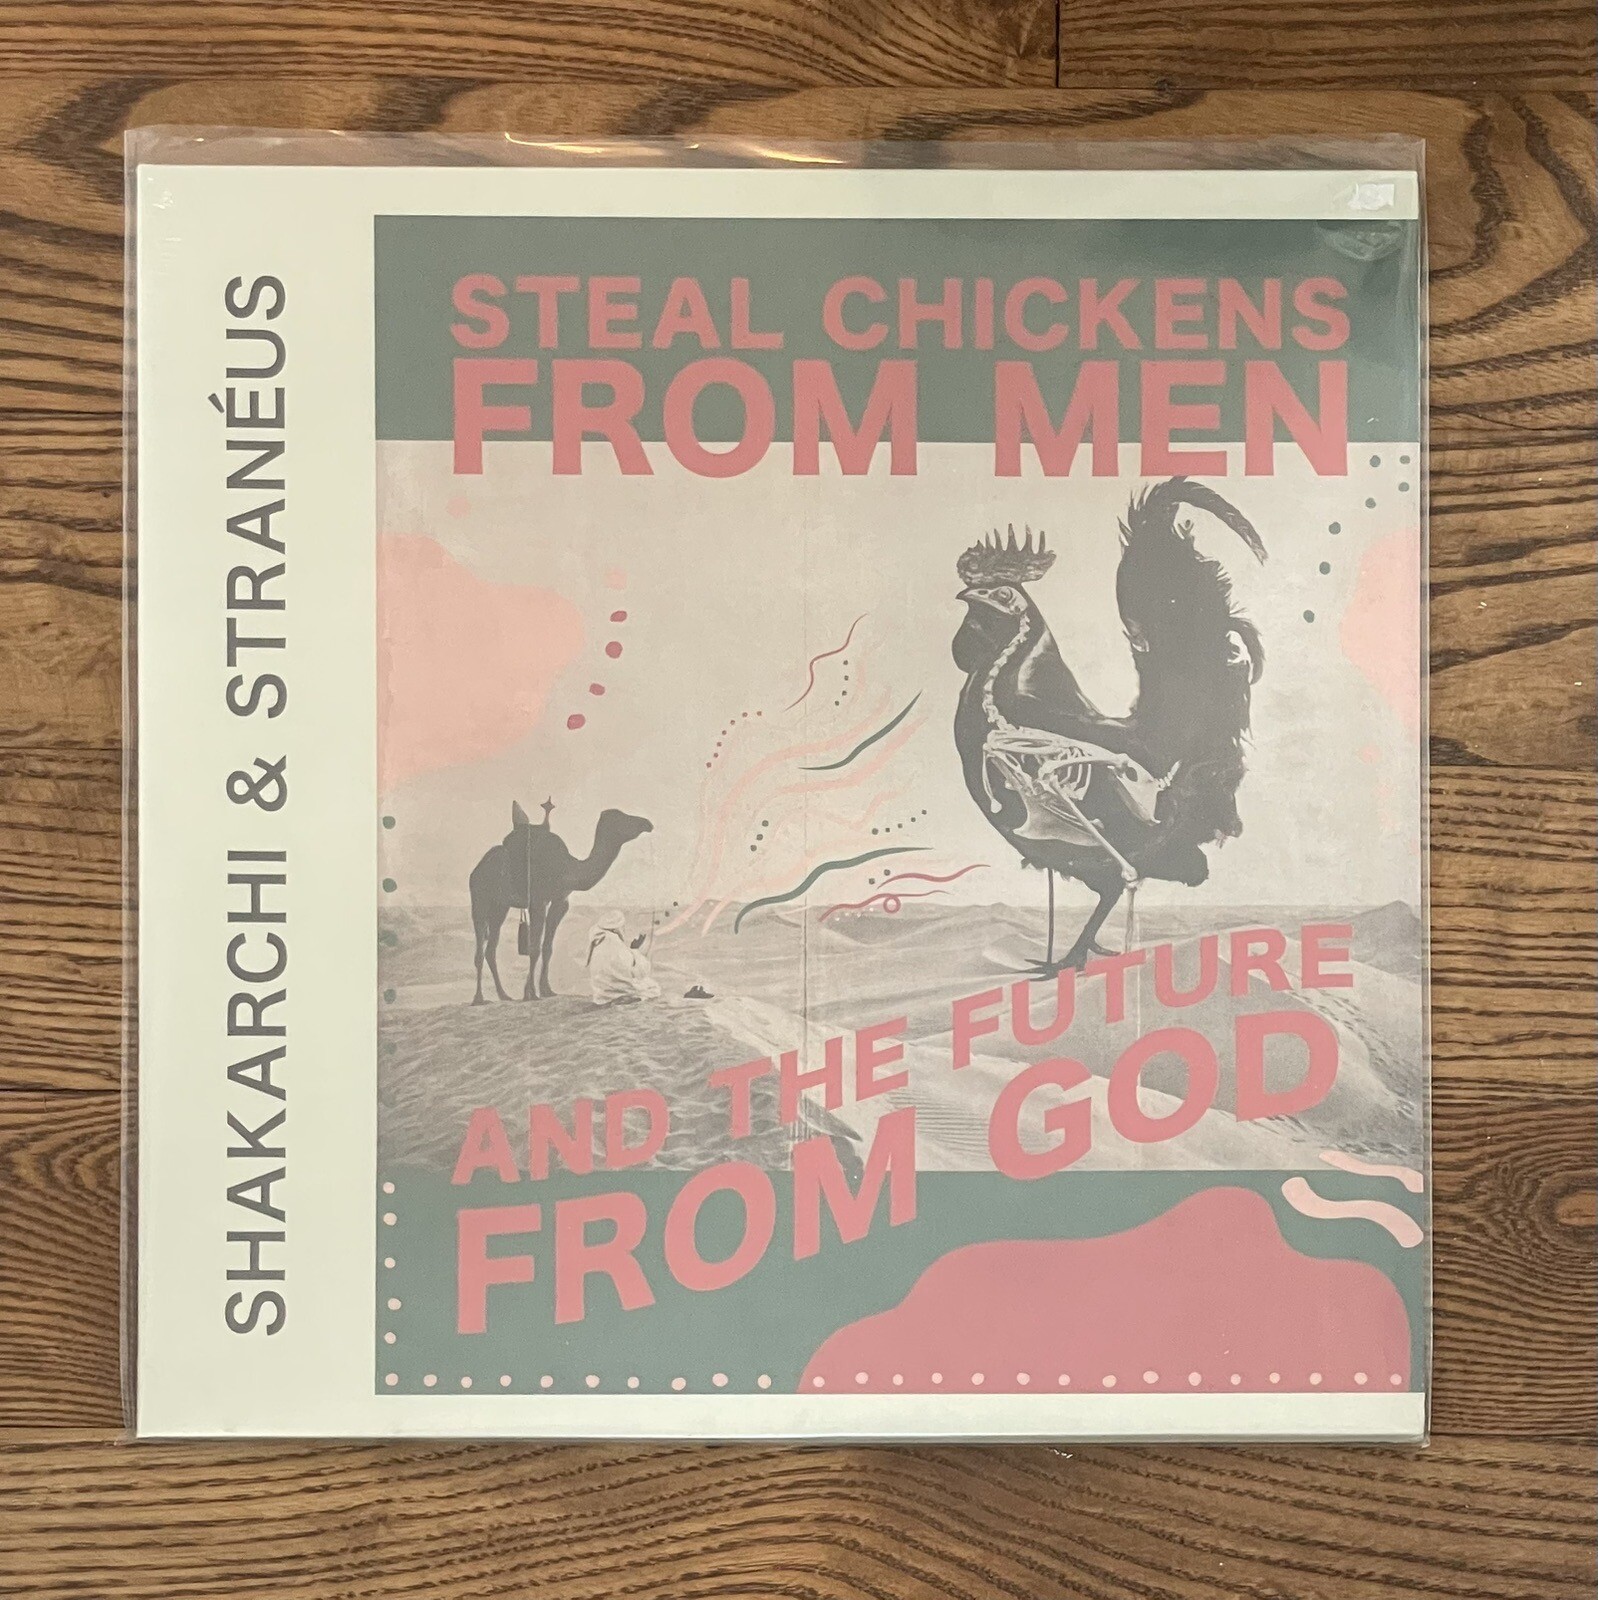 SHAKARCHI & STRANÉUS
STEAL CHICKENS
FROM MEN
AND THE FUTURE
FROM GOD